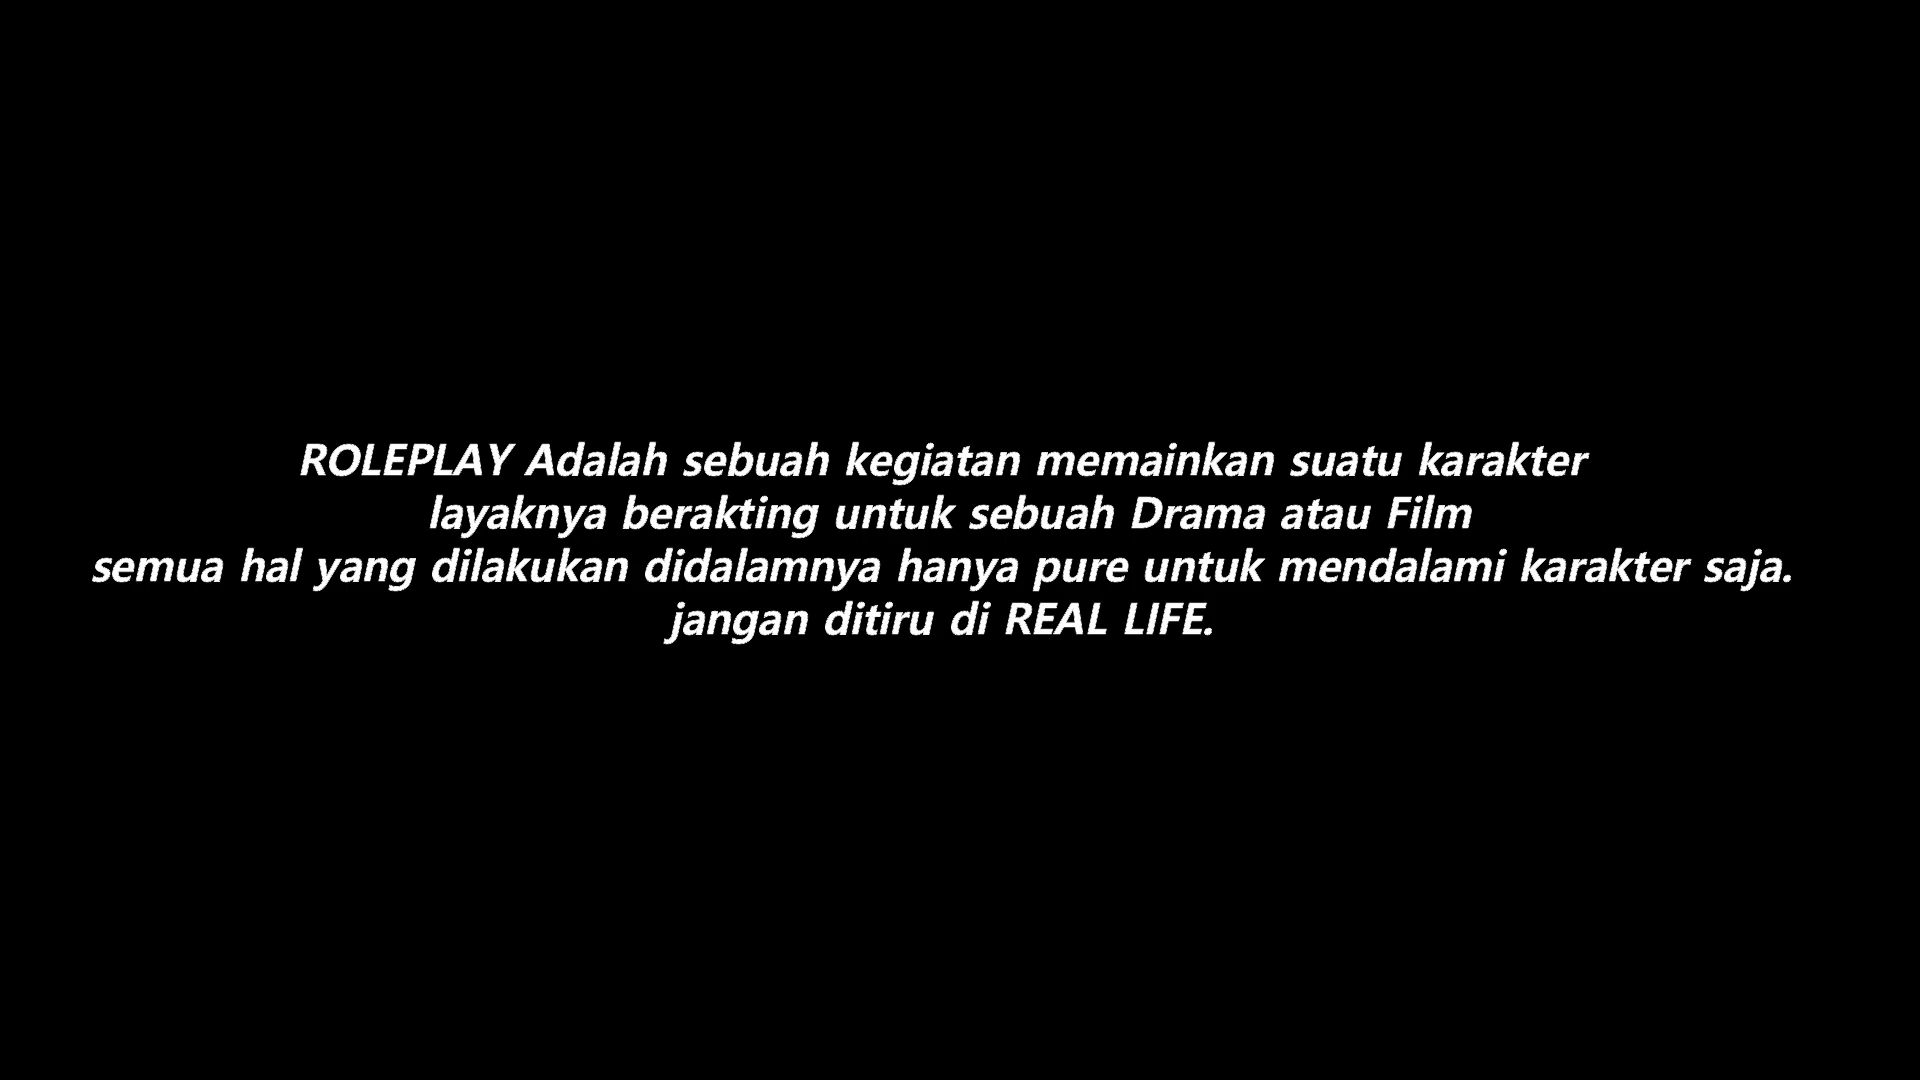 ROLEPLAY Adalah sebuah kegiatan memainkan suatu karakter
layaknya berakting untuk sebuah Drama atau Film
semua hal yang dilakukan didalamnya hanya pure untuk mendalami karakter saja.
jangan ditiru di REAL LIFE.